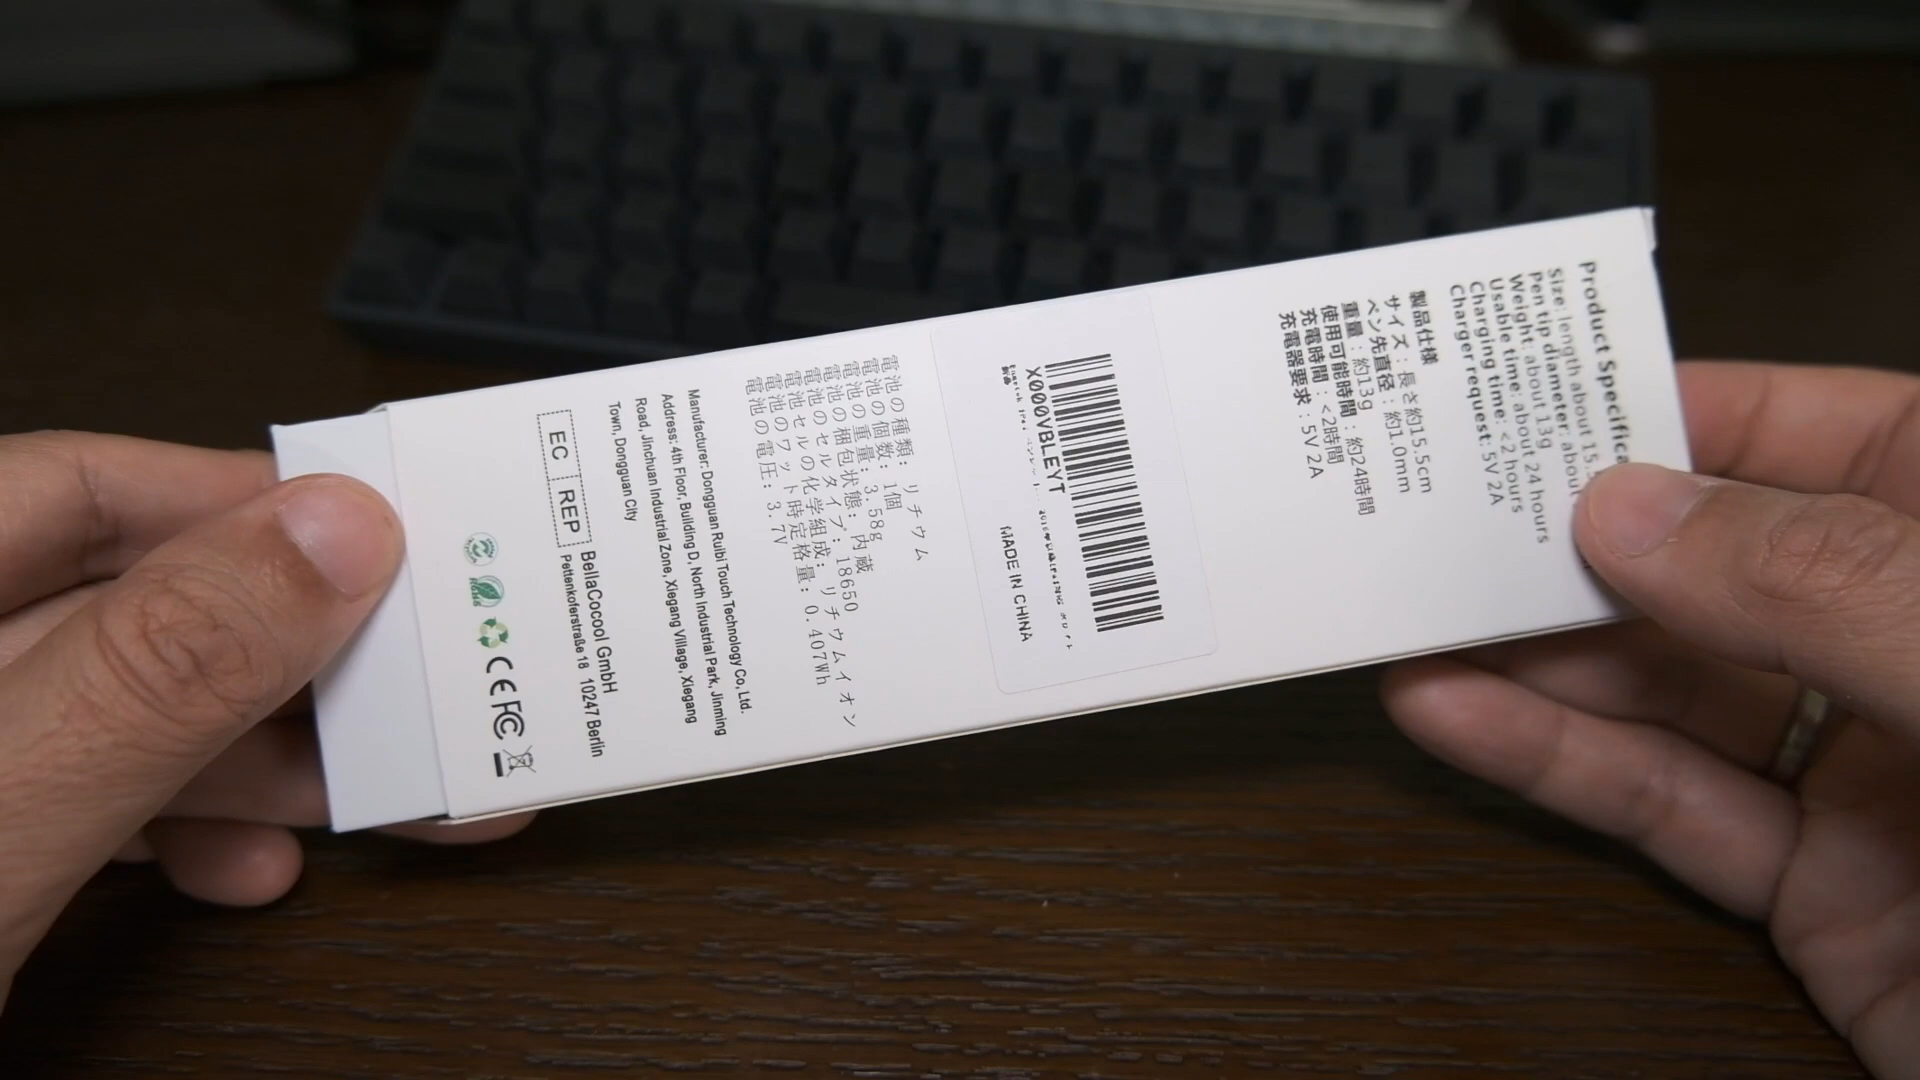 Product Specifica
Size: length about 15.
Pen tip diameter: about
Weight: about 13g
Usable time: about 24 hours
Charging time: <2 hours
Charger request: 5V 2A
製品仕様
サイズ：長さ約15.5cm
ペン先直径：約1.0mm
重量：約13g
使用可能時間：約24時間
充電時間：<2時間
充電器要求：5V 2A
X000VBLEYT
MADE IN CHINA
電池の種類： リチウム
電池の個数：1個
電池の重量：3.58g
電池の梱包状態：内蔵
電池のセルタイプ：18650
電池セルの化学組成：リチウムイオン
電池のワット時定格量：0.407Wh
電池の電圧：3.7V
Manufacturer: Dongguan Ruibi Touch Technology Co, Ltd.
Address: 4th Floor, Building D, North Industrial Park, Jinming
Road, Jinchuan Industrial Zone, Xiegang Village, Xiegang
Town, Dongguan City
EC REP
BellaCocool GmbH
Pettenkoferstraße 18 10247 Berlin
CE FC